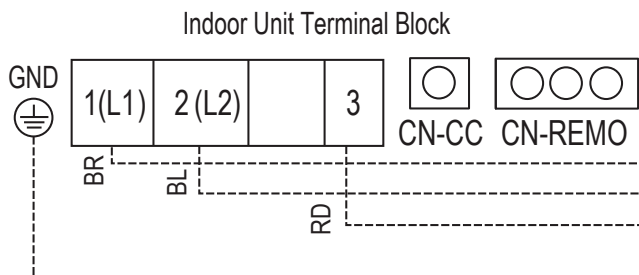 Indoor Unit Terminal Block
GND
1(L1) 2 (L2) 3
CN-CC CN-REMO
BR
BL
RD